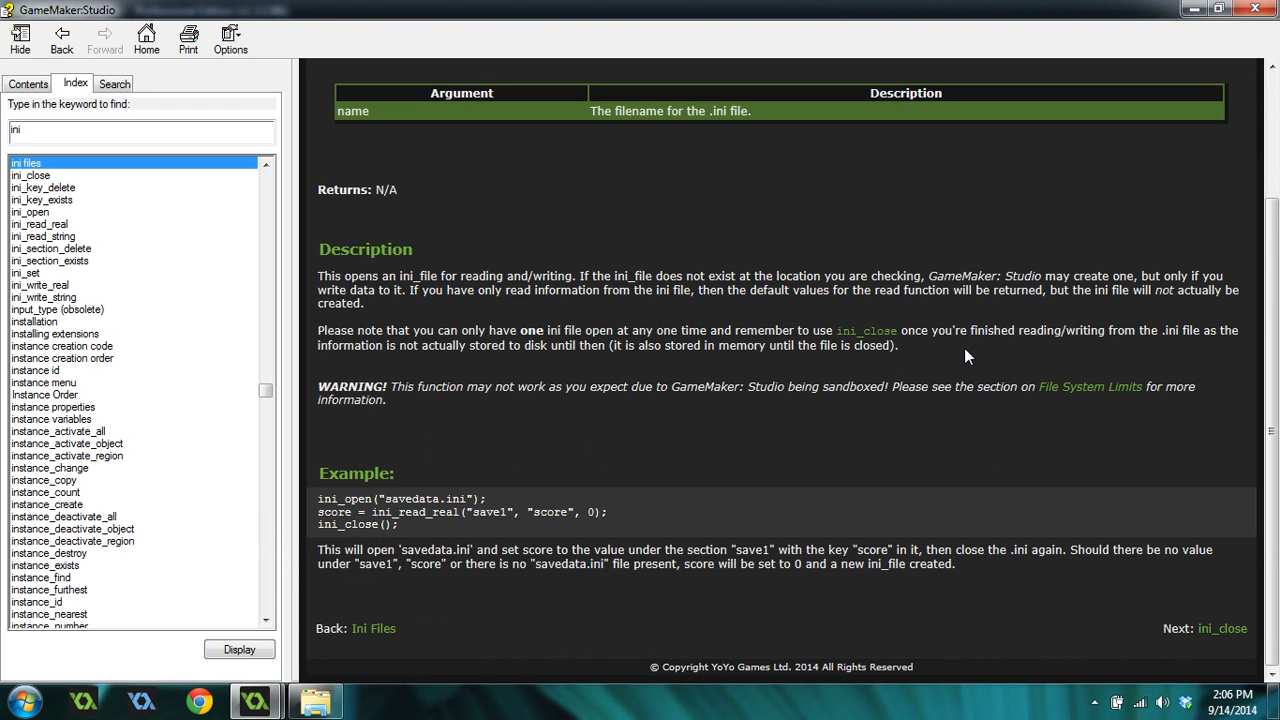 GameMaker:Studio
Hide
Back
Forward
Home
Print
Options
Contents
Index
Search
Type in the keyword to find:
ini
ini files
ini_close
ini_key_delete
ini_key_exists
ini_open
ini_read_real
ini_read_string
ini_section_delete
ini_section_exists
ini_set
ini_write_real
ini_write_string
input_type (obsolete)
installation
installing extensions
instance creation code
instance creation order
instance id
instance menu
Instance Order
instance properties
instance variables
instance_activate_all
instance_activate_object
instance_activate_region
instance_change
instance_copy
instance_count
instance_create
instance_deactivate_all
instance_deactivate_object
instance_deactivate_region
instance_destroy
instance_exists
instance_find
instance_furthest
instance_id
instance_nearest
instance_number
Display
Argument Description
name The filename for the .ini file.
Returns: N/A
Description
This opens an ini_file for reading and/writing. If the ini_file does not exist at the location you are checking, GameMaker: Studio may create one, but only if you
write data to it. If you have only read information from the ini file, then the default values for the read function will be returned, but the ini file will not actually be
created.
Please note that you can only have one ini file open at any one time and remember to use ini_close once you're finished reading/writing from the .ini file as the
information is not actually stored to disk until then (it is also stored in memory until the file is closed).
WARNING! This function may not work as you expect due to GameMaker: Studio being sandboxed! Please see the section on File System Limits for more
information.
Example:
ini_open("savedata.ini");
score = ini_read_real("save1", "score", 0);
ini_close();
This will open 'savedata.ini' and set score to the value under the section "save1" with the key "score" in it, then close the .ini again. Should there be no value
under "save1", "score" or there is no "savedata.ini" file present, score will be set to 0 and a new ini_file created.
Back: Ini Files
Next: ini_close
© Copyright YoYo Games Ltd. 2014 All Rights Reserved
2:06 PM
9/14/2014